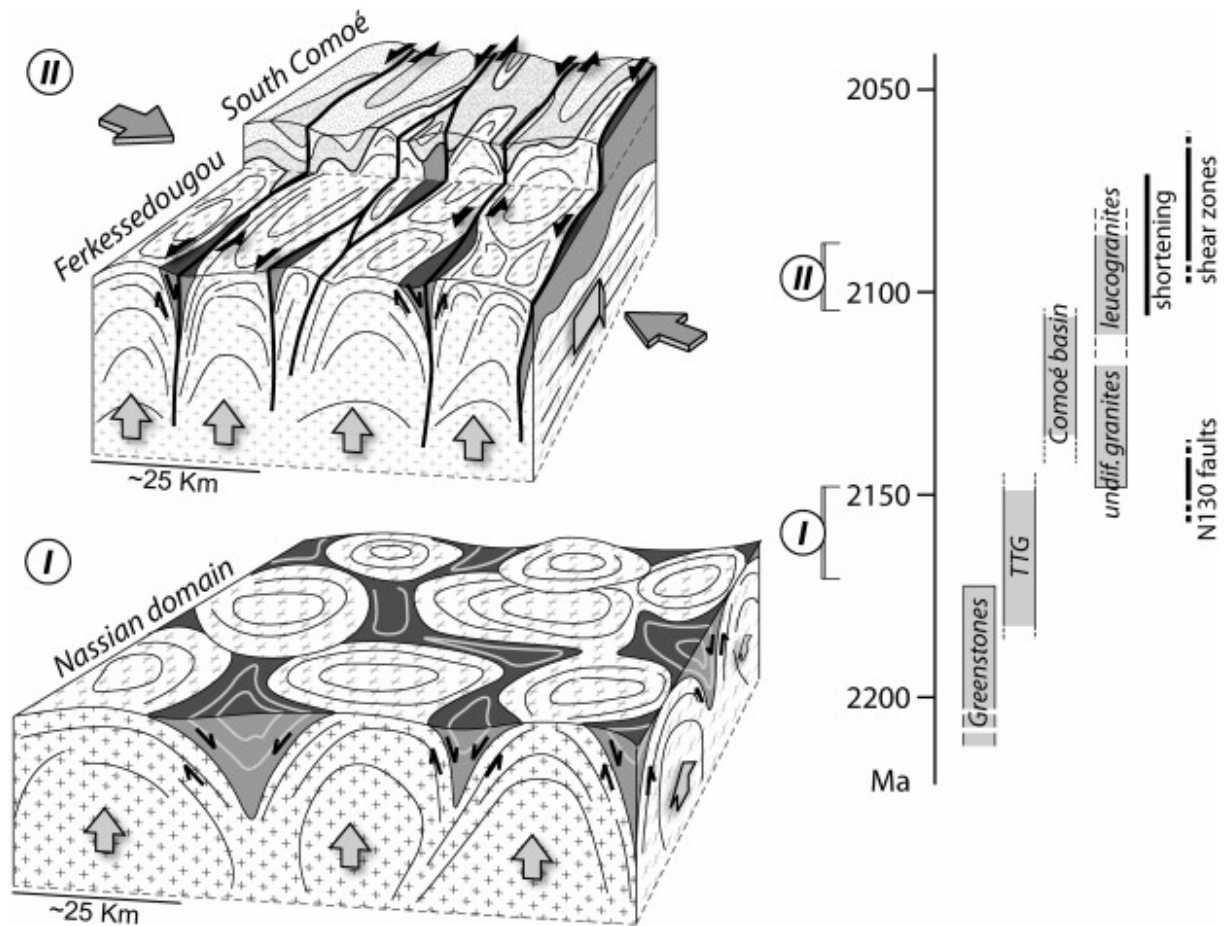 II
South Comoé
Ferkessedougou
~25 Km
I
Nassian domain
~25 Km
2050
II
2100
2150
I
2200
Ma
Greenstones
TTG
Comoé basin
undif. granites
leucogranites
shortening
shear zones
N130 faults